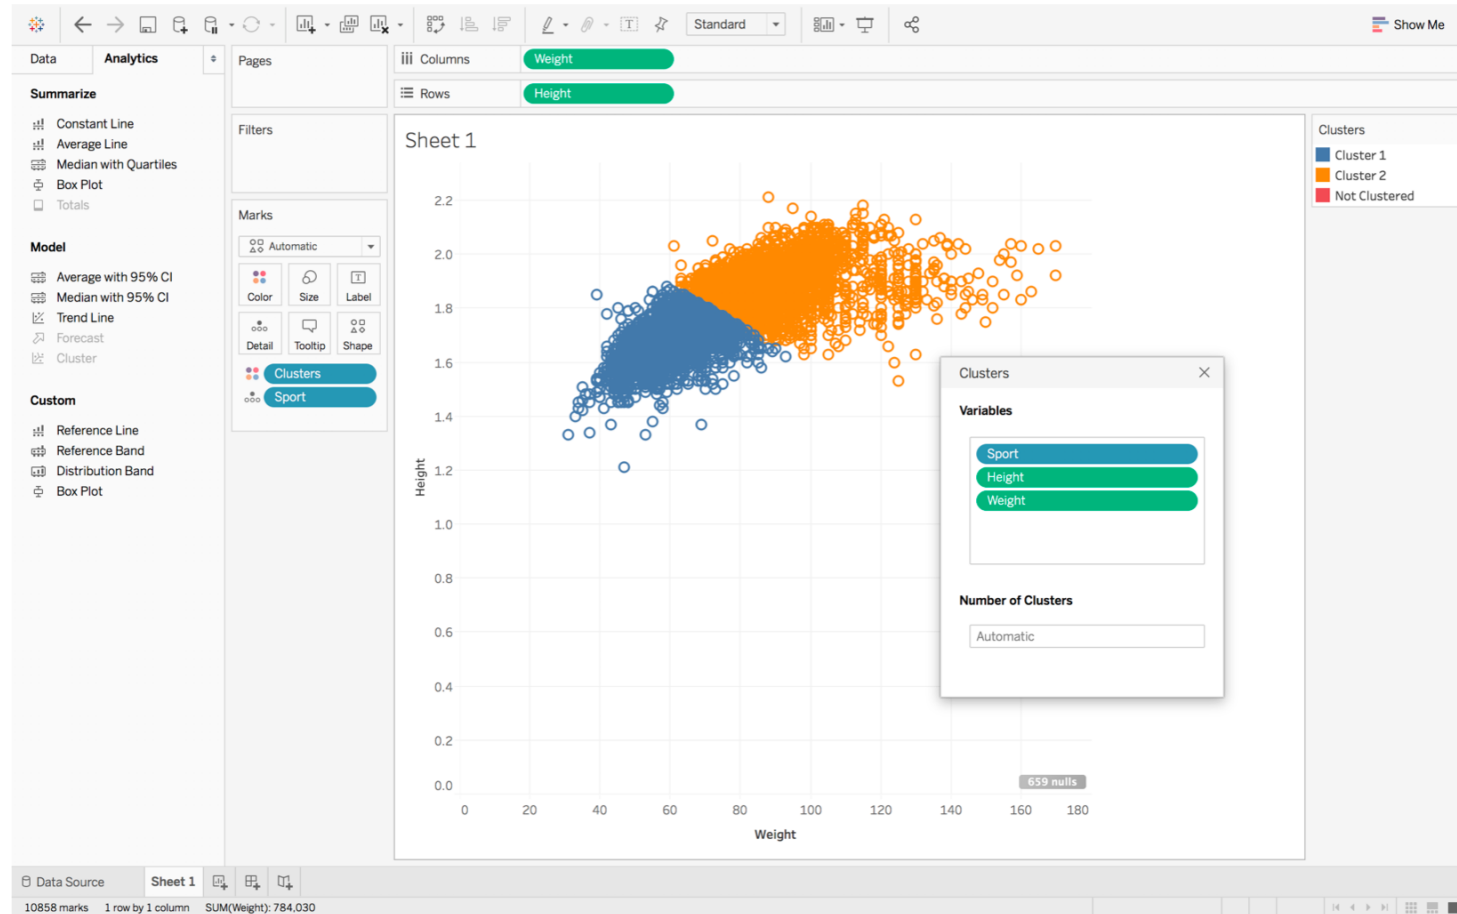 Standard
Show Me
Data
Analytics
Summarize
Constant Line
Average Line
Median with Quartiles
Box Plot
Totals
Model
Average with 95% CI
Median with 95% CI
Trend Line
Forecast
Cluster
Custom
Reference Line
Reference Band
Distribution Band
Box Plot
Pages
Filters
Marks
Automatic
Color Size Label
Detail Tooltip Shape
Clusters
Sport
Columns Weight
Rows Height
Sheet 1
2.2
2.0
1.8
1.6
1.4
1.2
1.0
0.8
0.6
0.4
0.2
0.0
Height
0 20 40 60 80 100 120 140 160 180
Weight
659 nulls
Clusters
Variables
Sport
Height
Weight
Number of Clusters
Automatic
Clusters
Cluster 1
Cluster 2
Not Clustered
Data Source Sheet 1
10858 marks 1 row by 1 column SUM(Weight): 784,030